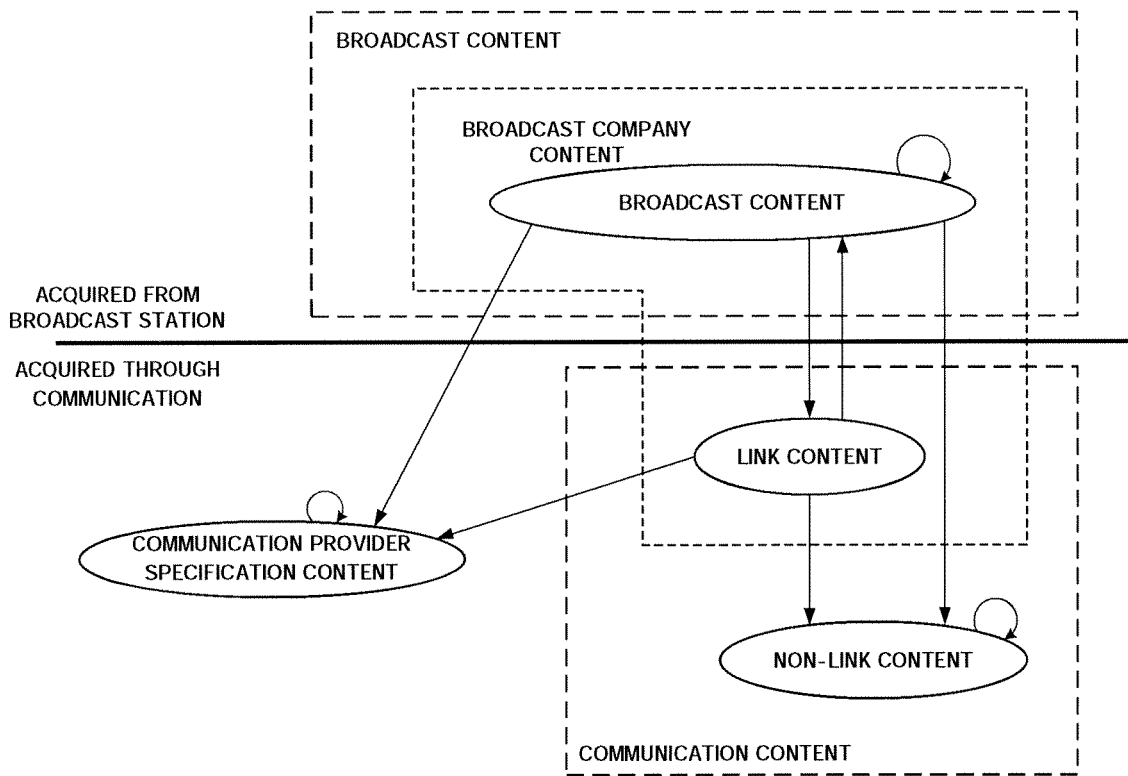 BROADCAST CONTENT
BROADCAST COMPANY
CONTENT
BROADCAST CONTENT
ACQUIRED FROM
BROADCAST STATION
ACQUIRED THROUGH
COMMUNICATION
LINK CONTENT
COMMUNICATION PROVIDER
SPECIFICATION CONTENT
NON-LINK CONTENT
COMMUNICATION CONTENT